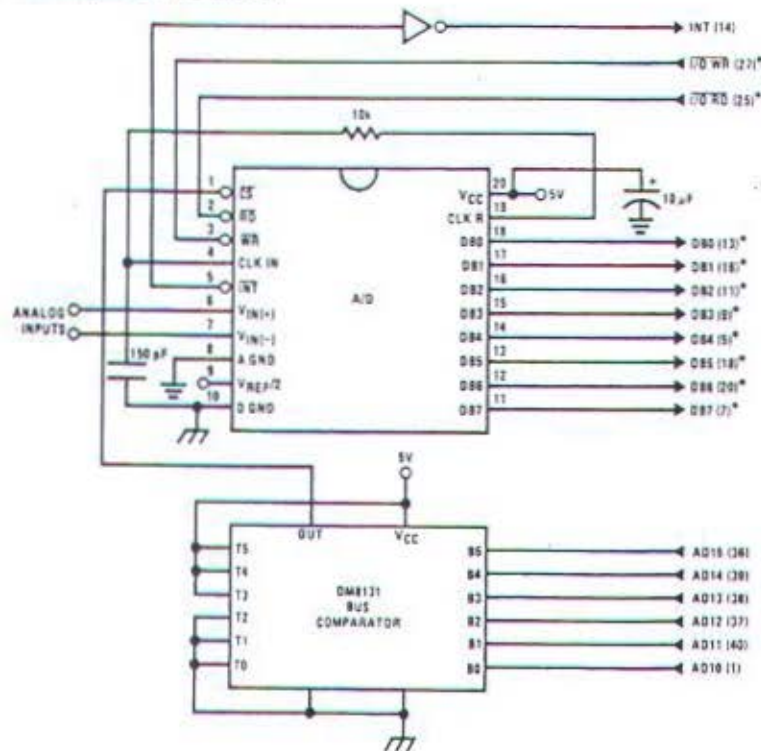 INT (14)
I/O WR (27)*
I/O RD (25)*
10k
1
CS
2
RD
3
WR
4
CLK IN
5
INT
6
VIN(+)
7
VIN(−)
8
A GND
9
VREF/2
10
D GND
A/D
20
VCC
5V
10 µF
+
19
CLK R
18
DB0
DB0 (13)*
17
DB1
DB1 (16)*
16
DB2
DB2 (11)*
15
DB3
DB3 (9)*
14
DB4
DB4 (5)*
13
DB5
DB5 (18)*
12
DB6
DB6 (20)*
11
DB7
DB7 (7)*
ANALOG
INPUTS
150 pF
5V
OUT
VCC
T5
T4
T3
T2
T1
T0
DM8131
BUS
COMPARATOR
B5
AD15 (36)
B4
AD14 (39)
B3
AD13 (38)
B2
AD12 (37)
B1
AD11 (40)
B0
AD10 (1)